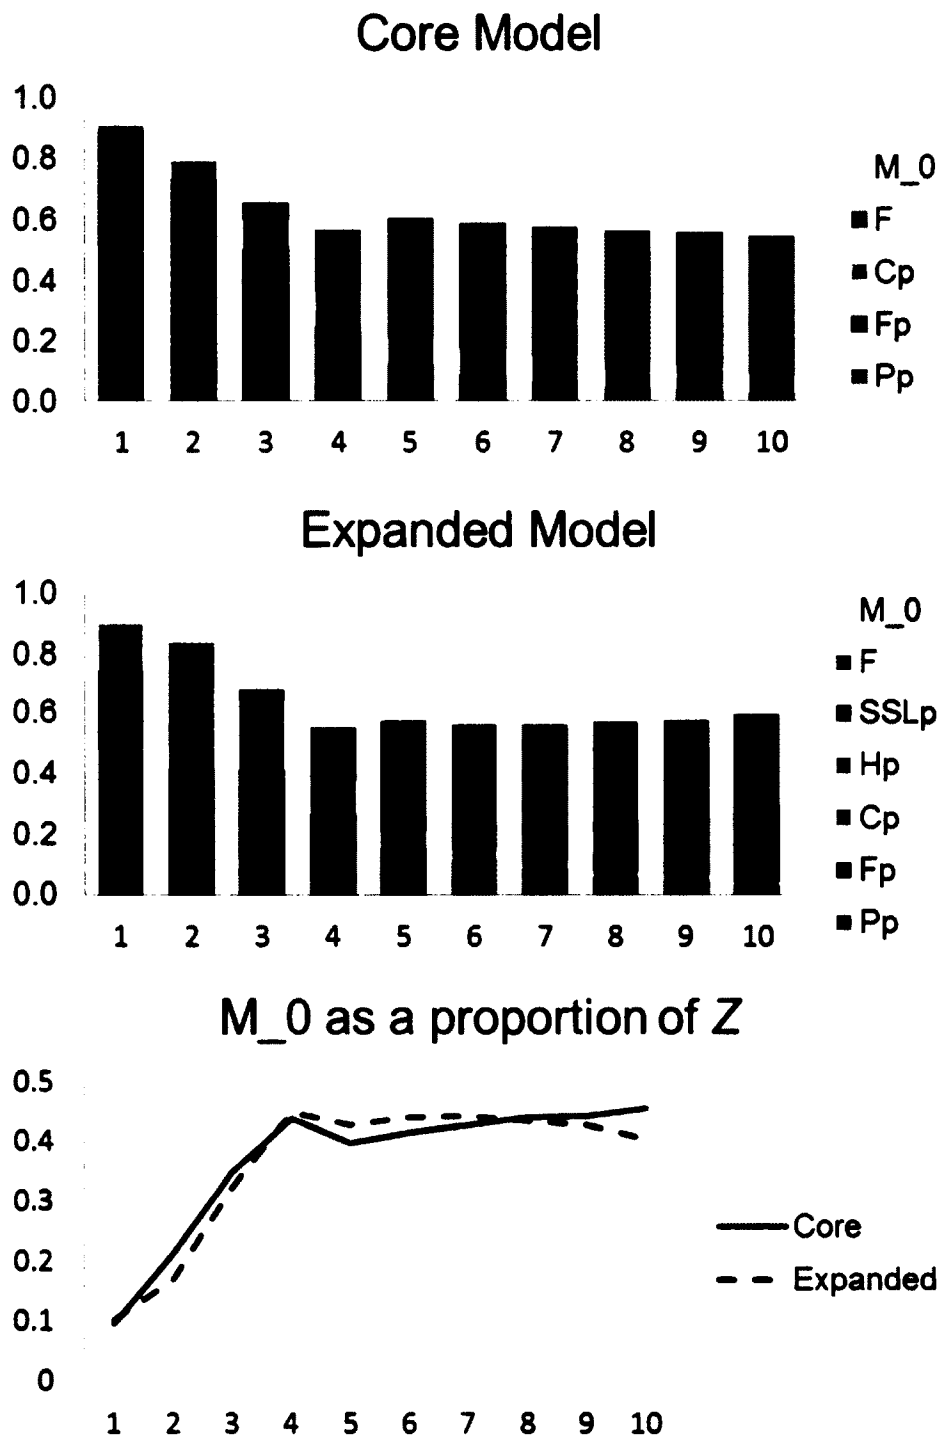 Core Model
1.0
0.8
0.6
0.4
0.2
0.0
1 2 3 4 5 6 7 8 9 10
M_0
F
Cp
Fp
Pp
Expanded Model
1.0
0.8
0.6
0.4
0.2
0.0
1 2 3 4 5 6 7 8 9 10
M_0
F
SSLp
Hp
Cp
Fp
Pp
M_0 as a proportion of Z
0.5
0.4
0.3
0.2
0.1
0
1 2 3 4 5 6 7 8 9 10
Core
Expanded